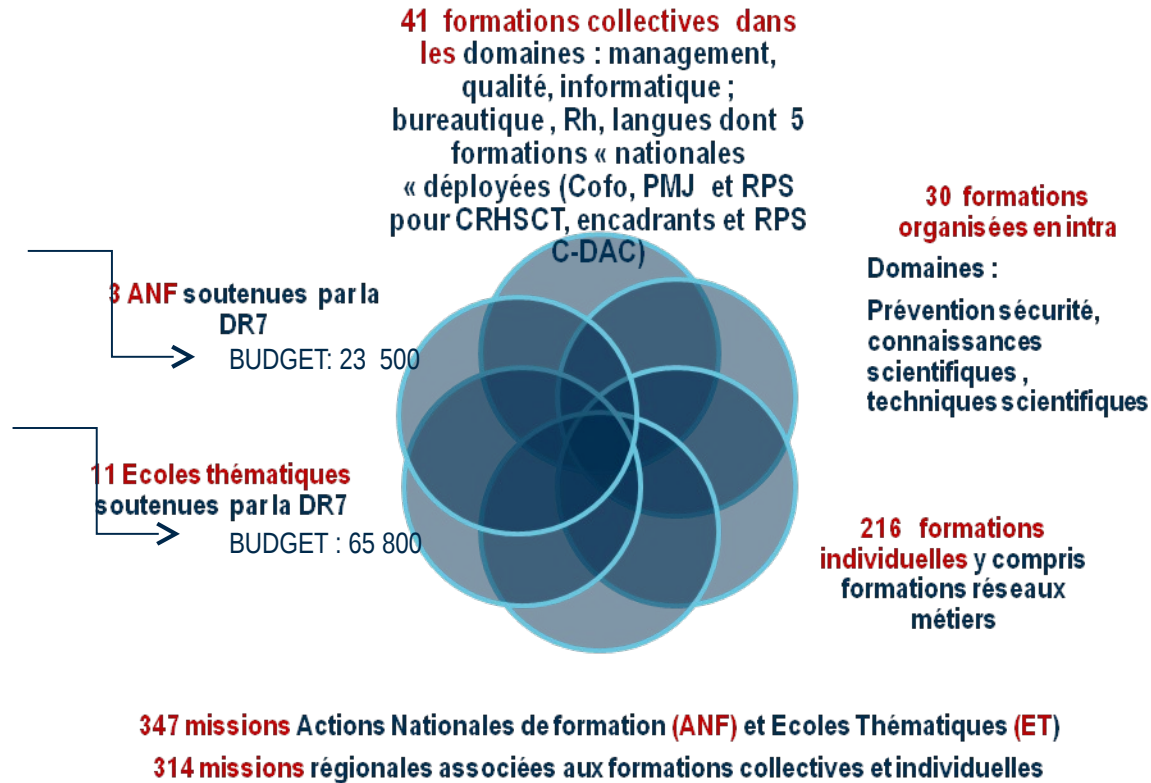 41 formations collectives dans
les domaines : management,
qualité, informatique ;
bureautique , Rh, langues dont 5
formations « nationales
« déployées (Cofo, PMJ et RPS
pour CRHSCT, encadrants et RPS
C-DAC)
30 formations
organisées en intra
Domaines :
Prévention sécurité,
connaissances
scientifiques ,
techniques scientifiques
3 ANF soutenues par la
DR7
BUDGET: 23 500
11 Ecoles thématiques
soutenues par la DR7
BUDGET : 65 800
216 formations
individuelles y compris
formations réseaux
métiers
347 missions Actions Nationales de formation (ANF) et Ecoles Thématiques (ET)
314 missions régionales associées aux formations collectives et individuelles